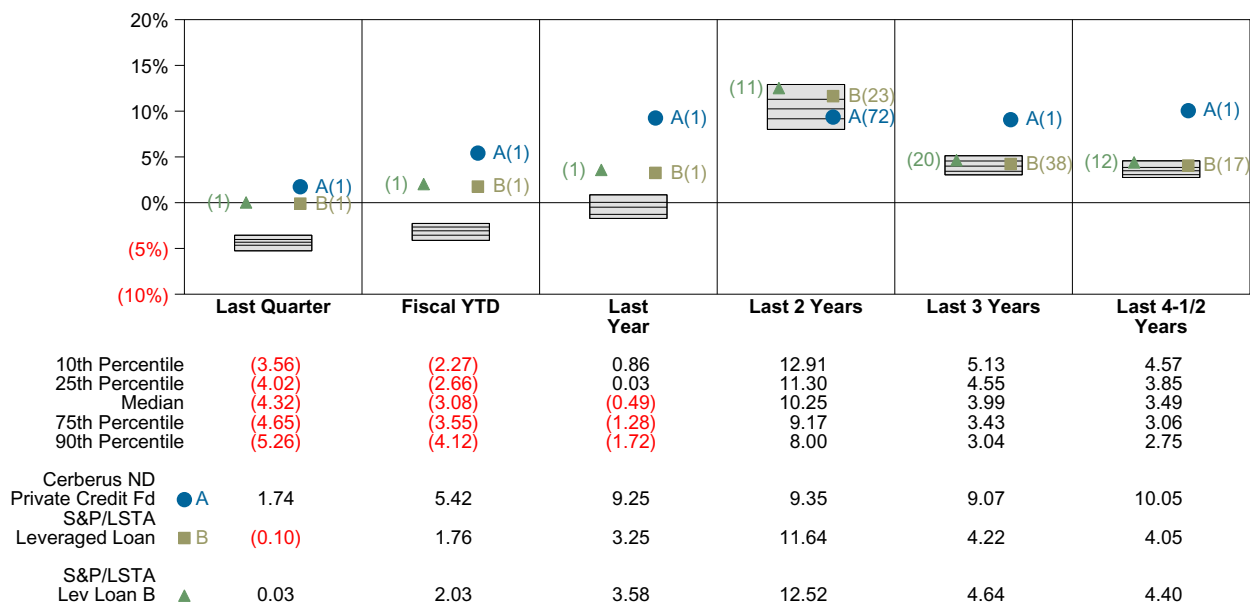 20%
15%
10%
5%
0%
(5%)
(10%)
(1) A(1) B(1)
(1) A(1) B(1)
(1) A(1) B(1)
(11) B(23) A(72)
(20) A(1) B(38)
(12) A(1) B(17)
Last Quarter Fiscal YTD Last Year Last 2 Years Last 3 Years Last 4-1/2 Years
10th Percentile (3.56) (2.27) 0.86 12.91 5.13 4.57
25th Percentile (4.02) (2.66) 0.03 11.30 4.55 3.85
Median (4.32) (3.08) (0.49) 10.25 3.99 3.49
75th Percentile (4.65) (3.55) (1.28) 9.17 3.43 3.06
90th Percentile (5.26) (4.12) (1.72) 8.00 3.04 2.75
Cerberus ND
Private Credit Fd A 1.74 5.42 9.25 9.35 9.07 10.05
S&P/LSTA
Leveraged Loan B (0.10) 1.76 3.25 11.64 4.22 4.05
S&P/LSTA
Lev Loan B 0.03 2.03 3.58 12.52 4.64 4.40